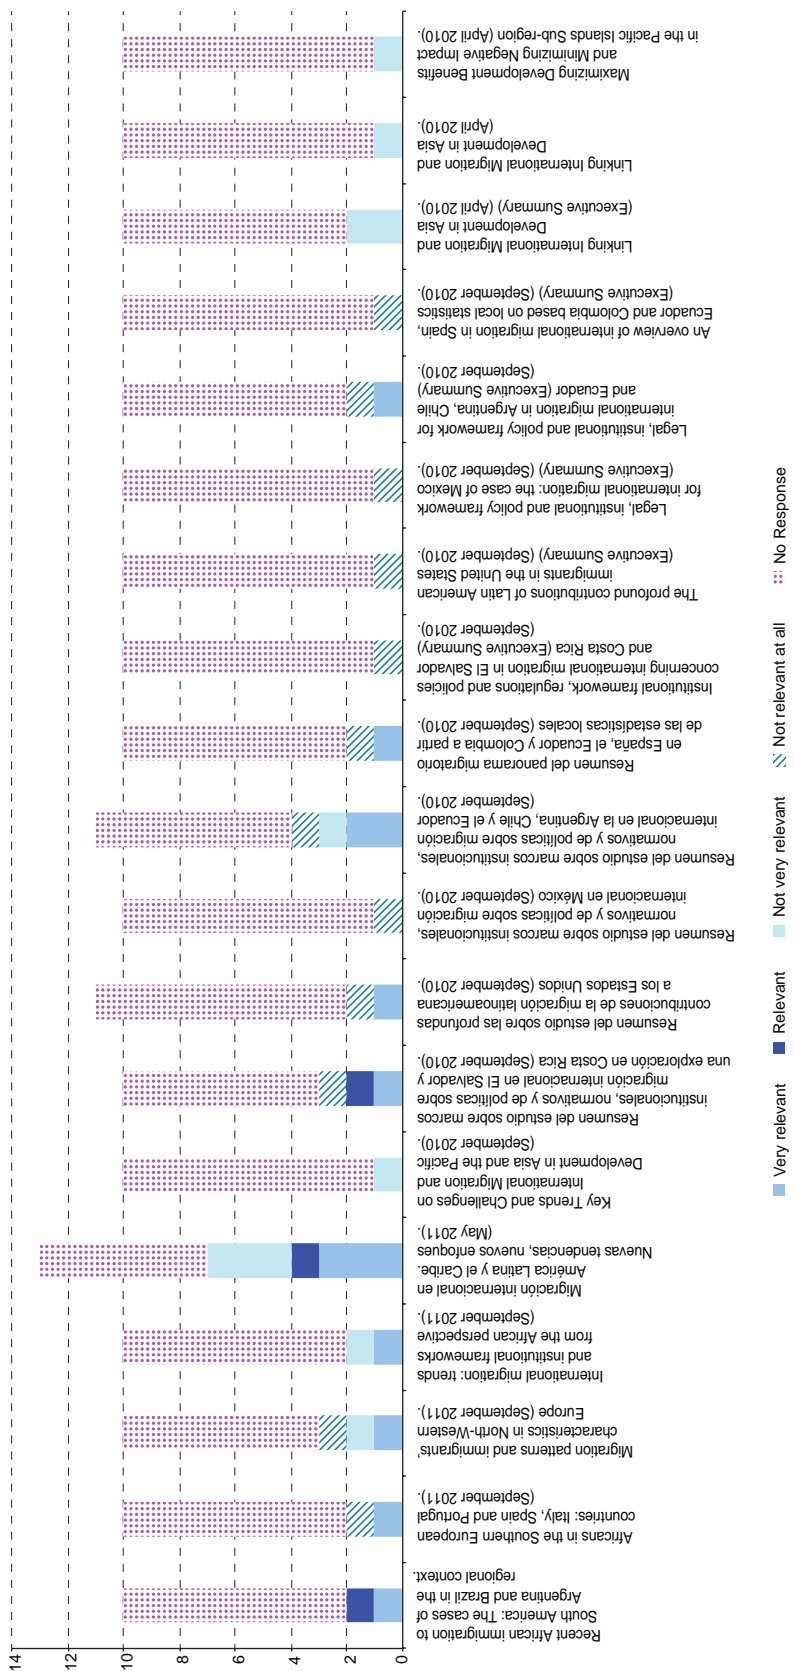 14
12
10
8
6
4
2
0
Recent African immigration to
South America: The cases of
Argentina and Brazil in the
regional context.
Africans in the Southern European
countries: Italy, Spain and Portugal
(September 2011).
Migration patterns and immigrants'
characteristics in North-Western
Europe (September 2011).
International migration: trends
and institutional frameworks
from the African perspective
(September 2011).
Migración internacional en
América Latina y el Caribe.
Nuevas tendencias, nuevos enfoques
(May 2011).
Key Trends and Challenges on
International Migration and
Development in Asia and the Pacific
(September 2010).
Resumen del estudio sobre marcos
institucionales, normativos y de políticas sobre
migración internacional en El Salvador y
una exploración en Costa Rica (September 2010).
Resumen del estudio sobre las profundas
contribuciones de la migración latinoamericana
a los Estados Unidos (September 2010).
Resumen del estudio sobre marcos institucionales,
normativos y de políticas sobre migración
internacional en México (September 2010).
Resumen del estudio sobre marcos institucionales,
normativos y de políticas sobre migración
internacional en la Argentina, Chile y el Ecuador
(September 2010).
Resumen del panorama migratorio
en España, el Ecuador y Colombia a partir
de las estadísticas locales (September 2010).
Institutional framework, regulations and policies
concerning international migration in El Salvador
and Costa Rica (Executive Summary)
(September 2010).
The profound contributions of Latin American
immigrants in the United States
(Executive Summary) (September 2010).
Legal, institutional and policy framework
for international migration: the case of Mexico
(Executive Summary) (September 2010).
Legal, institutional and policy framework for
international migration in Argentina, Chile
and Ecuador (Executive Summary)
(September 2010).
An overview of international migration in Spain,
Ecuador and Colombia based on local statistics
(Executive Summary) (September 2010).
Linking International Migration and
Development in Asia
(Executive Summary) (April 2010).
Linking International Migration and
Development in Asia
(April 2010).
Maximizing Development Benefits
and Minimizing Negative Impact
in the Pacific Islands Sub-region (April 2010).
Very relevant
Relevant
Not very relevant
Not relevant at all
No Response